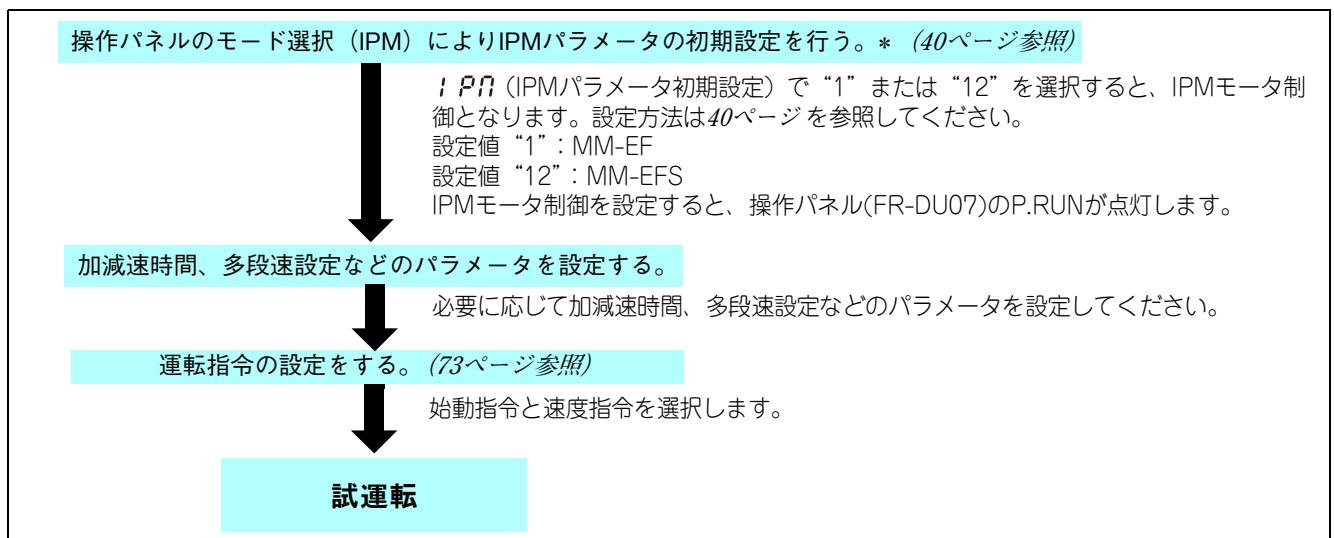 操作パネルのモード選択（IPM）によりIPMパラメータの初期設定を行う。* (40ページ参照)
IPM（IPMパラメータ初期設定）で“1”または“12”を選択すると、IPMモータ制
御となります。設定方法は40ページ を参照してください。
設定値“1”：MM-EF
設定値“12”：MM-EFS
IPMモータ制御を設定すると、操作パネル(FR-DU07)のP.RUNが点灯します。
加減速時間、多段速設定などのパラメータを設定する。
必要に応じて加減速時間、多段速設定などのパラメータを設定してください。
運転指令の設定をする。(73ページ参照)
始動指令と速度指令を選択します。
試運転